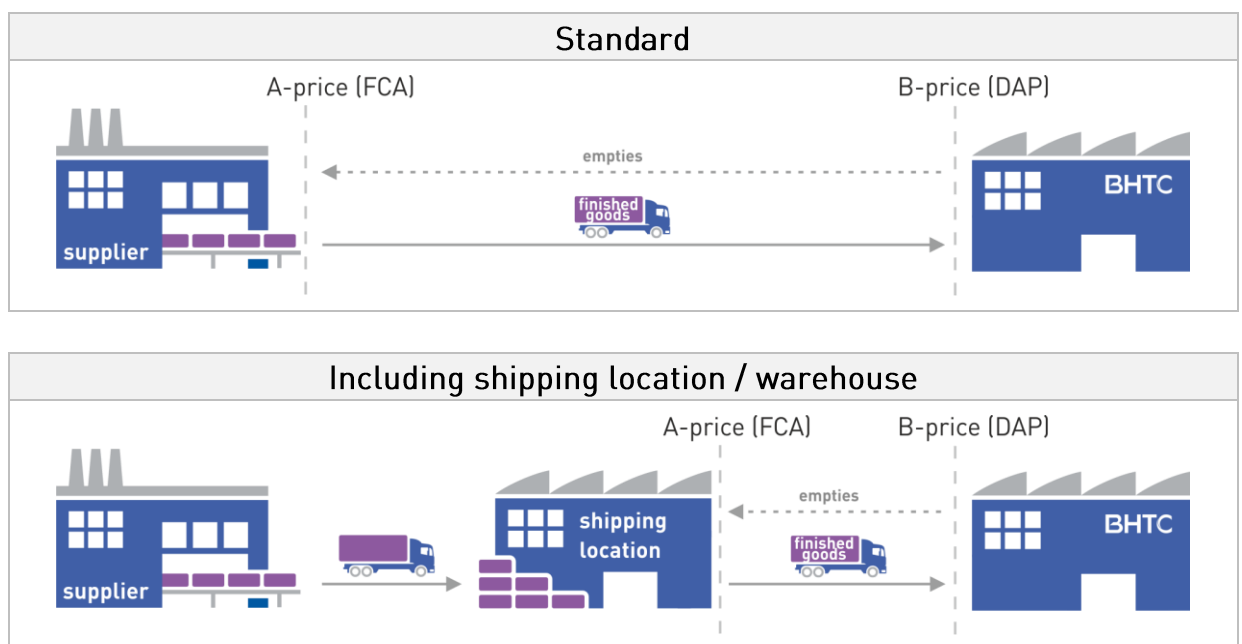 Standard
A-price (FCA)
B-price (DAP)
empties
finished
goods
BHTC
supplier
Including shipping location / warehouse
A-price (FCA)
B-price (DAP)
empties
shipping
location
BHTC
finished
goods
supplier